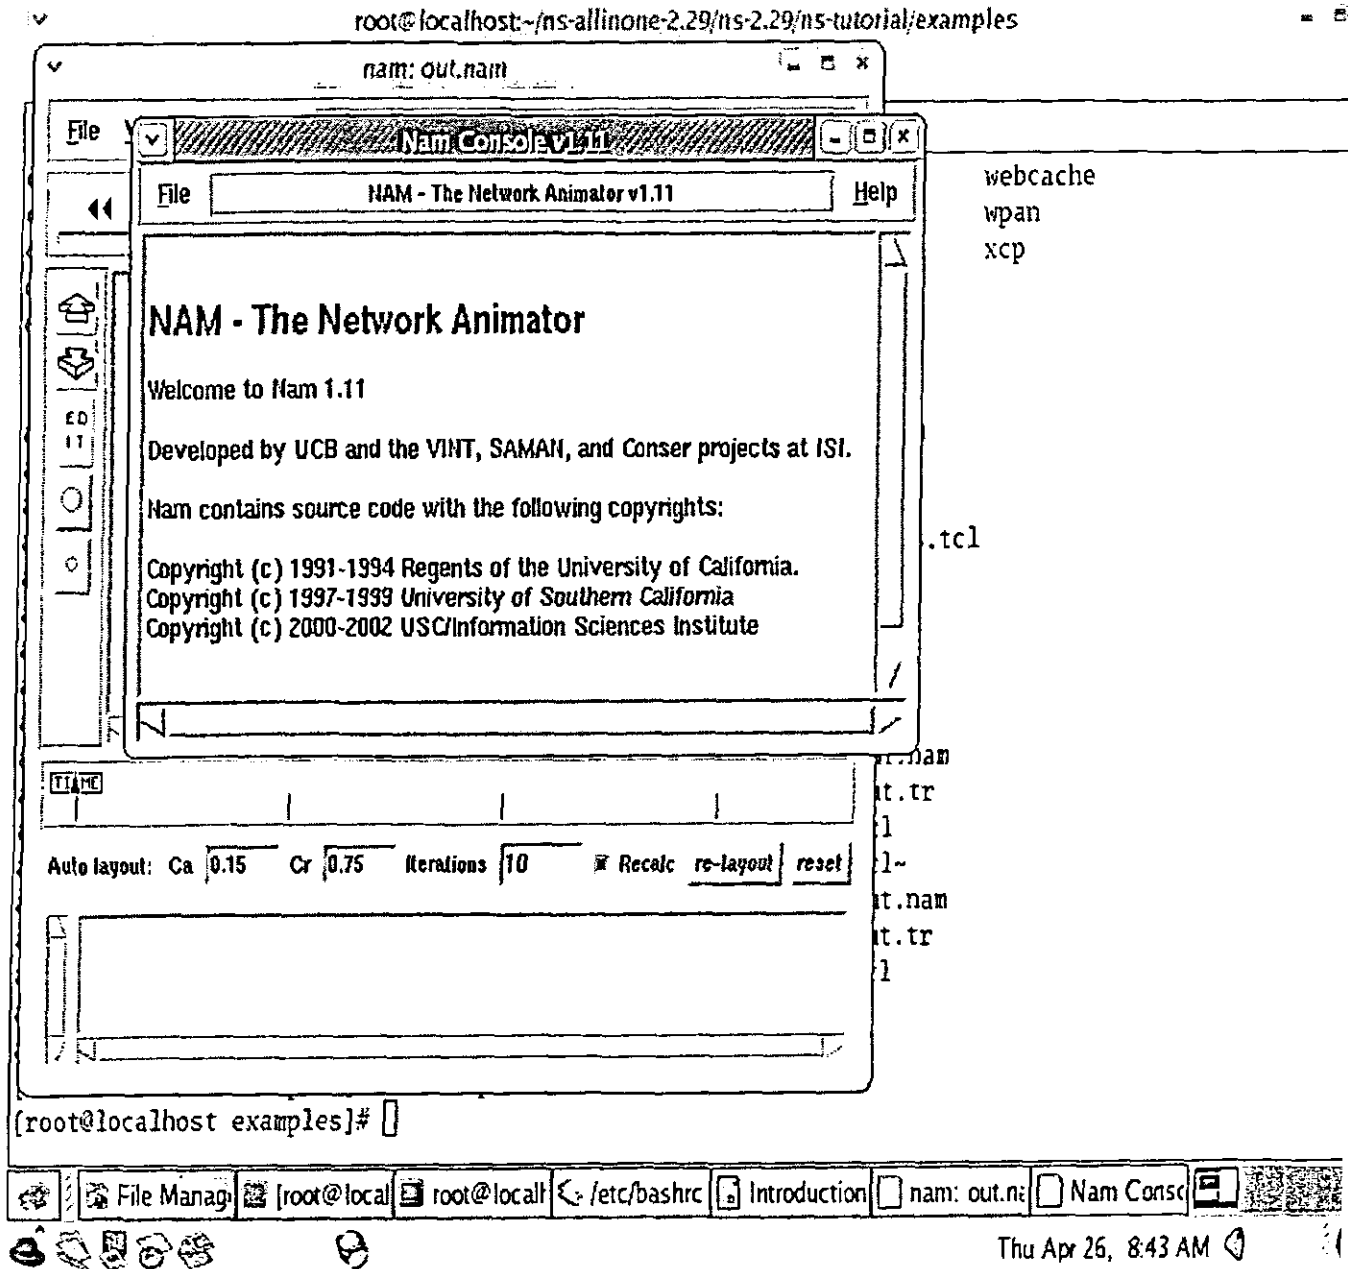 root@localhost:~/ns-allinone-2.29/ns-2.29/ns-tutorial/examples
nam: out.nam
File
Nam Console v1.11
File NAM - The Network Animator v1.11 Help
webcache
wpan
xcp
NAM - The Network Animator
Welcome to Nam 1.11
ED
IT
Developed by UCB and the VINT, SAMAN, and Conser projects at ISI.
Nam contains source code with the following copyrights:
.tcl
Copyright (c) 1991-1994 Regents of the University of California.
Copyright (c) 1997-1999 University of Southern California
Copyright (c) 2000-2002 USC/Information Sciences Institute
.nam
TIME
t.tr
l
Auto layout: Ca 0.15 Cr 0.75 Iterations 10 Recalc re-layout reset
l~
t.nam
t.tr
l
[root@localhost examples]#
File Manag [root@local root@localh /etc/bashrc Introduction nam: out.na Nam Consc
Thu Apr 26, 8:43 AM